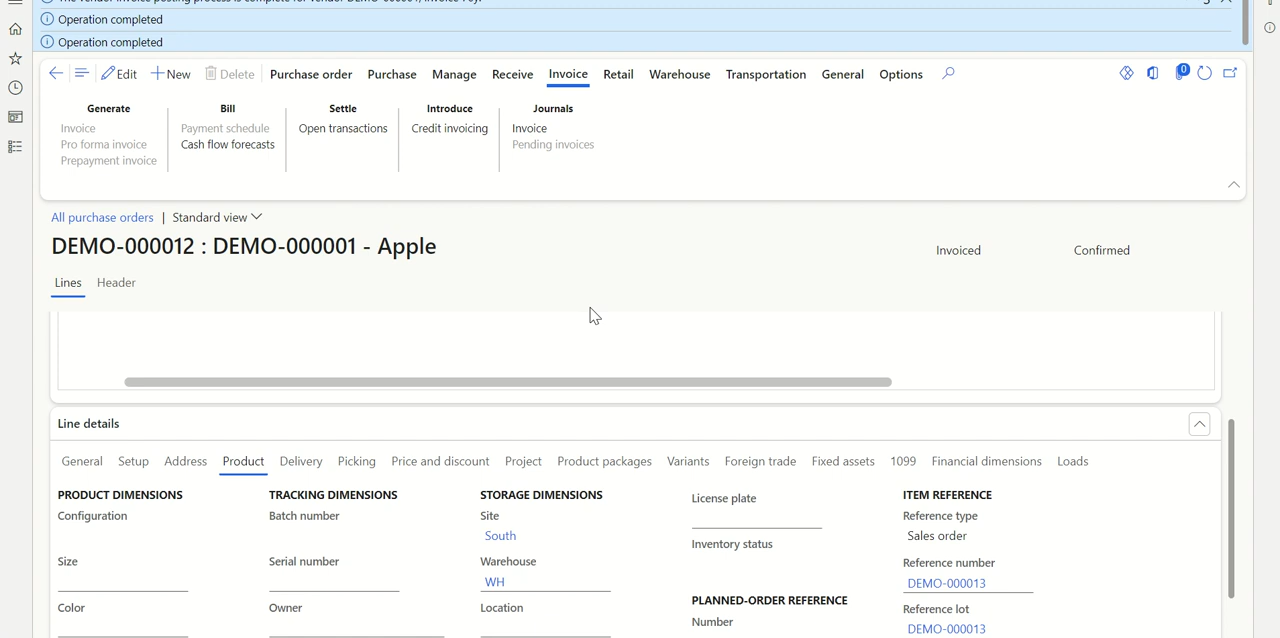 Operation completed
Operation completed
Edit New Delete Purchase order Purchase Manage Receive Invoice Retail Warehouse Transportation General Options 0
Generate Bill Settle Introduce Journals
Invoice Payment schedule Open transactions Credit invoicing Invoice
Pro forma invoice Cash flow forecasts Pending invoices
Prepayment invoice
All purchase orders | Standard view
DEMO-000012 : DEMO-000001 - Apple Invoiced Confirmed
Lines Header
Line details
General Setup Address Product Delivery Picking Price and discount Project Product packages Variants Foreign trade Fixed assets 1099 Financial dimensions Loads
PRODUCT DIMENSIONS TRACKING DIMENSIONS STORAGE DIMENSIONS License plate ITEM REFERENCE
Configuration Batch number Site Reference type
South Sales order
Inventory status
Size Serial number Warehouse Reference number
WH DEMO-000013
PLANNED-ORDER REFERENCE
Color Owner Location Reference lot
Number DEMO-000013